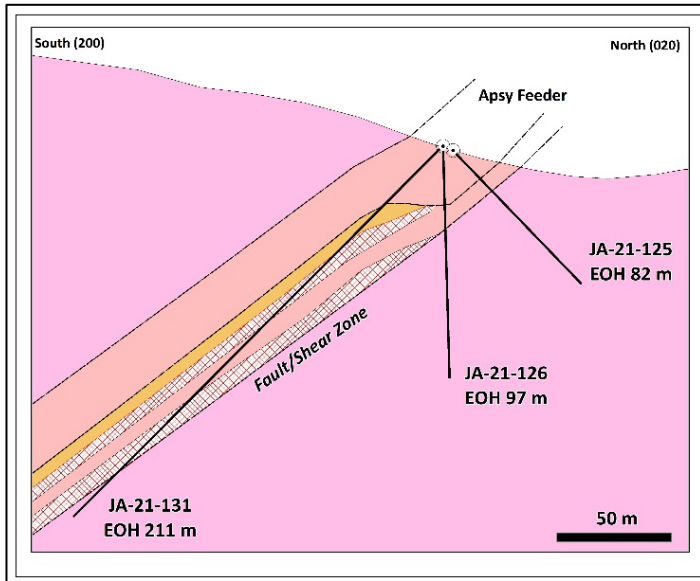 South (200)
North (020)
Apsy Feeder
JA-21-125
EOH 82 m
Fault/Shear Zone
JA-21-126
EOH 97 m
JA-21-131
EOH 211 m
50 m